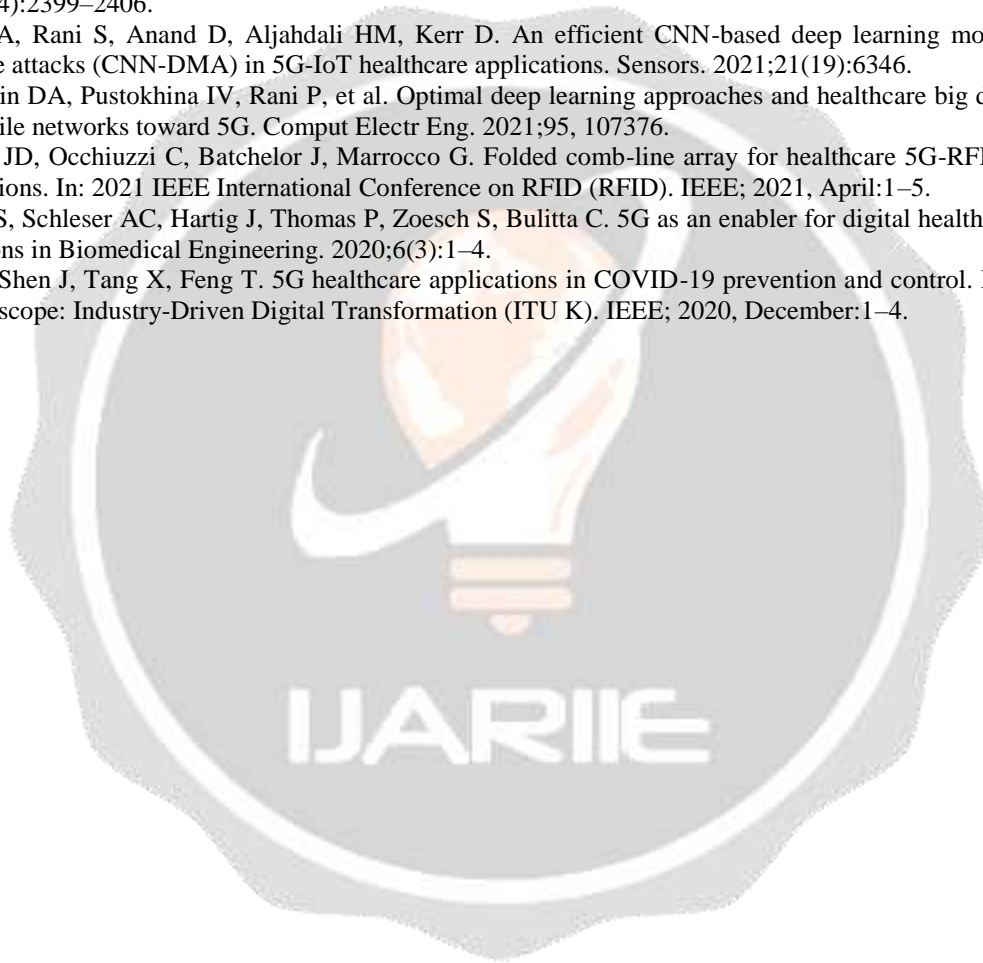 4):2399–2406.
A, Rani S, Anand D, Aljahdali HM, Kerr D. An efficient CNN-based deep learning mo
e attacks (CNN-DMA) in 5G-IoT healthcare applications. Sensors. 2021;21(19):6346.
in DA, Pustokhina IV, Rani P, et al. Optimal deep learning approaches and healthcare big d
ile networks toward 5G. Comput Electr Eng. 2021;95, 107376.
JD, Occhiuzzi C, Batchelor J, Marrocco G. Folded comb-line array for healthcare 5G-RFI
ions. In: 2021 IEEE International Conference on RFID (RFID). IEEE; 2021, April:1–5.
S, Schleser AC, Hartig J, Thomas P, Zoesch S, Bulitta C. 5G as an enabler for digital health
ons in Biomedical Engineering. 2020;6(3):1–4.
Shen J, Tang X, Feng T. 5G healthcare applications in COVID-19 prevention and control.
scope: Industry-Driven Digital Transformation (ITU K). IEEE; 2020, December:1–4.
IJARIIE